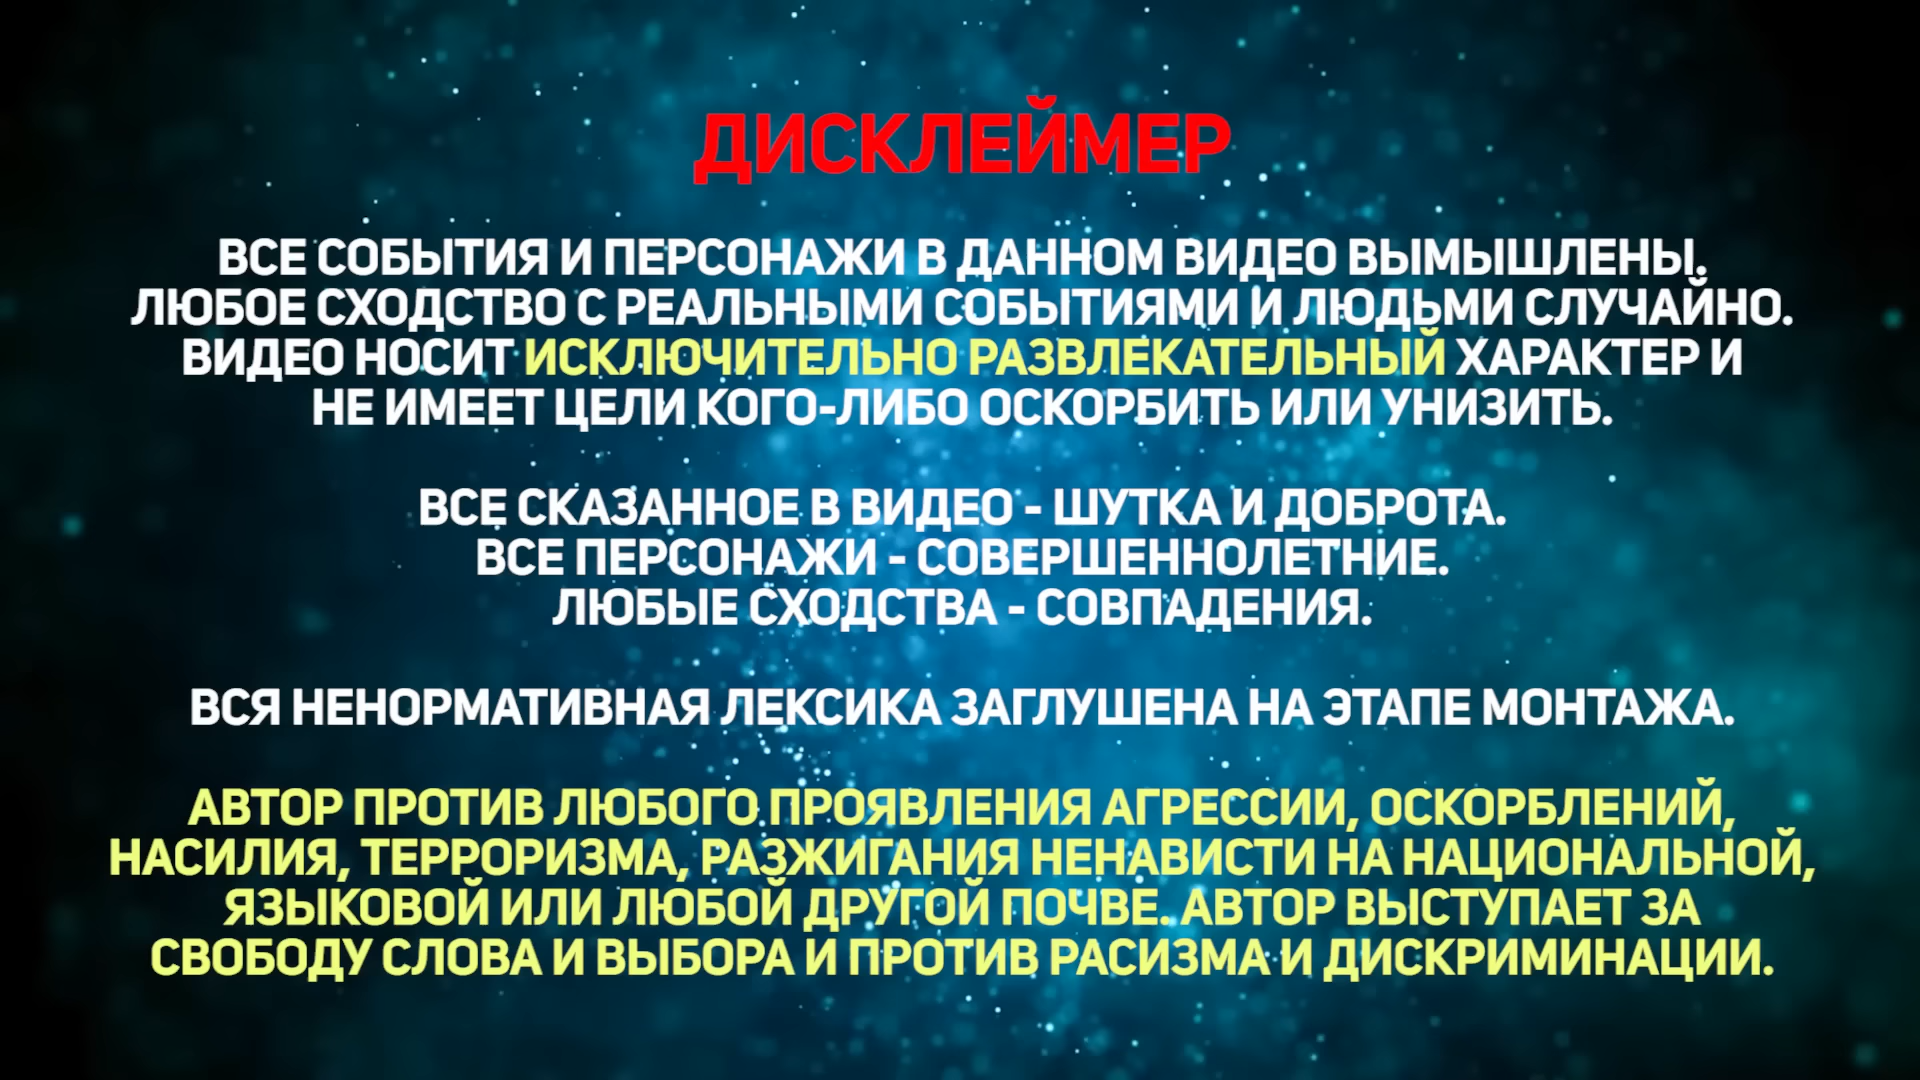 ДИСКЛЕЙМЕР
ВСЕ СОБЫТИЯ И ПЕРСОНАЖИ В ДАННОМ ВИДЕО ВЫМЫШЛЕНЫ.
ЛЮБОЕ СХОДСТВО С РЕАЛЬНЫМИ СОБЫТИЯМИ И ЛЮДЬМИ СЛУЧАЙНО.
ВИДЕО НОСИТ ИСКЛЮЧИТЕЛЬНО РАЗВЛЕКАТЕЛЬНЫЙ ХАРАКТЕР И
НЕ ИМЕЕТ ЦЕЛИ КОГО-ЛИБО ОСКОРБИТЬ ИЛИ УНИЗИТЬ.
ВСЕ СКАЗАННОЕ В ВИДЕО - ШУТКА И ДОБРОТА.
ВСЕ ПЕРСОНАЖИ - СОВЕРШЕННОЛЕТНИЕ.
ЛЮБЫЕ СХОДСТВА - СОВПАДЕНИЯ.
ВСЯ НЕНОРМАТИВНАЯ ЛЕКСИКА ЗАГЛУШЕНА НА ЭТАПЕ МОНТАЖА.
АВТОР ПРОТИВ ЛЮБОГО ПРОЯВЛЕНИЯ АГРЕССИИ, ОСКОРБЛЕНИЙ,
НАСИЛИЯ, ТЕРРОРИЗМА, РАЗЖИГАНИЯ НЕНАВИСТИ НА НАЦИОНАЛЬНОЙ,
ЯЗЫКОВОЙ ИЛИ ЛЮБОЙ ДРУГОЙ ПОЧВЕ. АВТОР ВЫСТУПАЕТ ЗА
СВОБОДУ СЛОВА И ВЫБОРА И ПРОТИВ РАСИЗМА И ДИСКРИМИНАЦИИ.